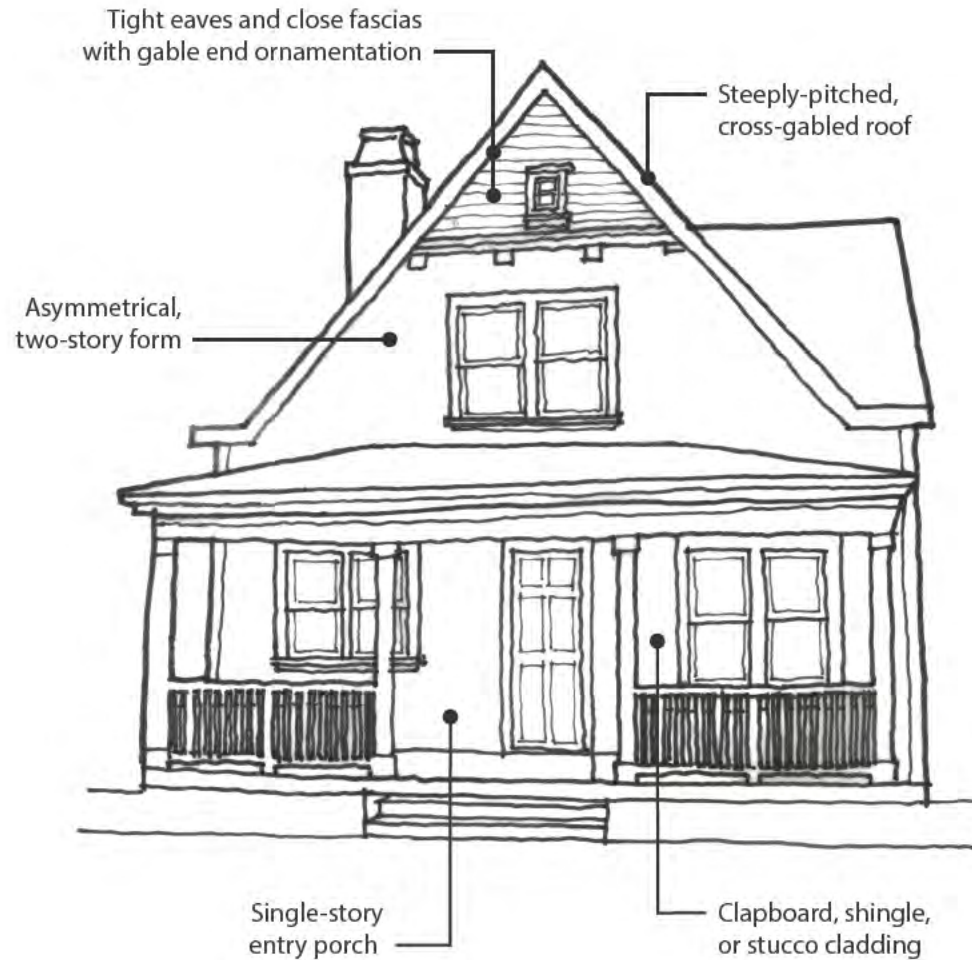 Tight eaves and close fascias
with gable end ornamentation
Steeply-pitched,
cross-gabled roof
Asymmetrical,
two-story form
Single-story
entry porch
Clapboard, shingle,
or stucco cladding